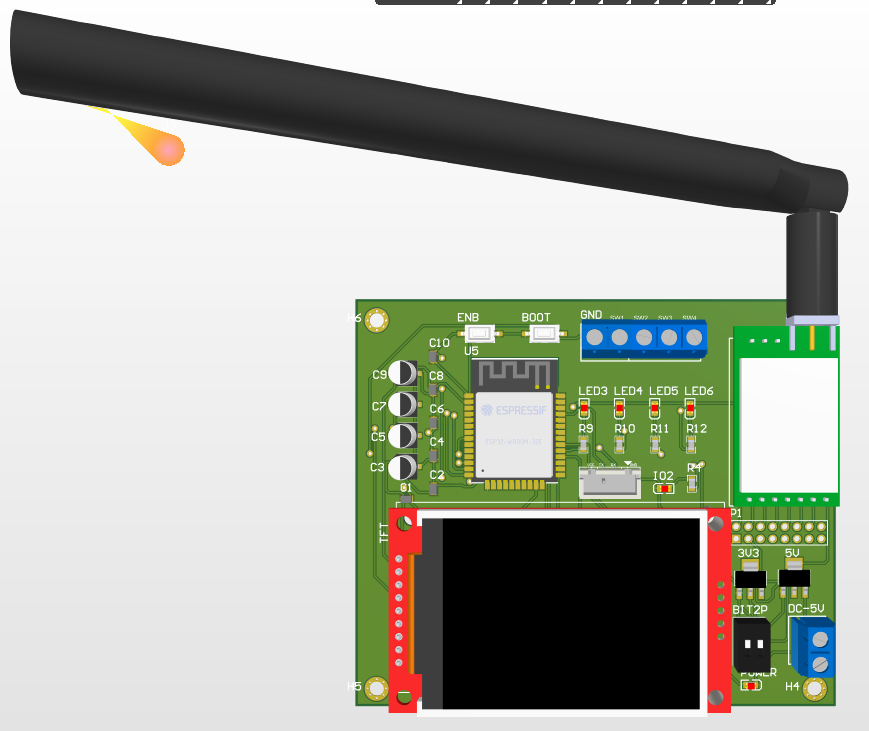 H6
ENB
BOOT
GND
SW1
SW2
SW3
SW4
C10
U5
C9
C8
C7
C6
C5
C4
C3
C2
C1
LED3
LED4
LED5
LED6
ESPRESSIF
R9
R10
R11
R12
IO2
R4
TFT
P1
3V3
5V
BIT2P
DC-5V
POWER
H5
H4